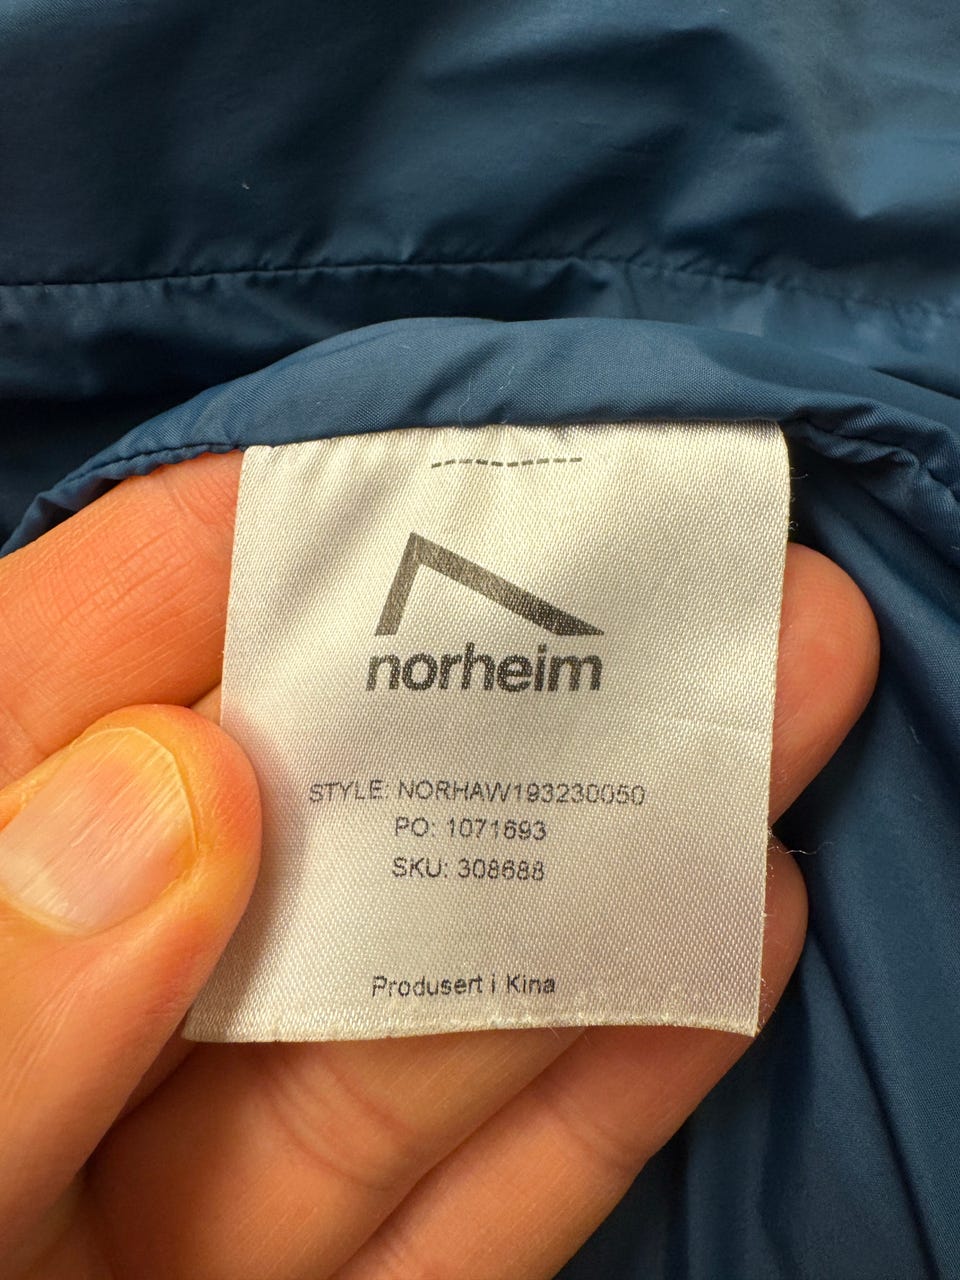 norheim
STYLE: NORHAW193230050
PO: 1071693
SKU: 308688
Produsert i Kina